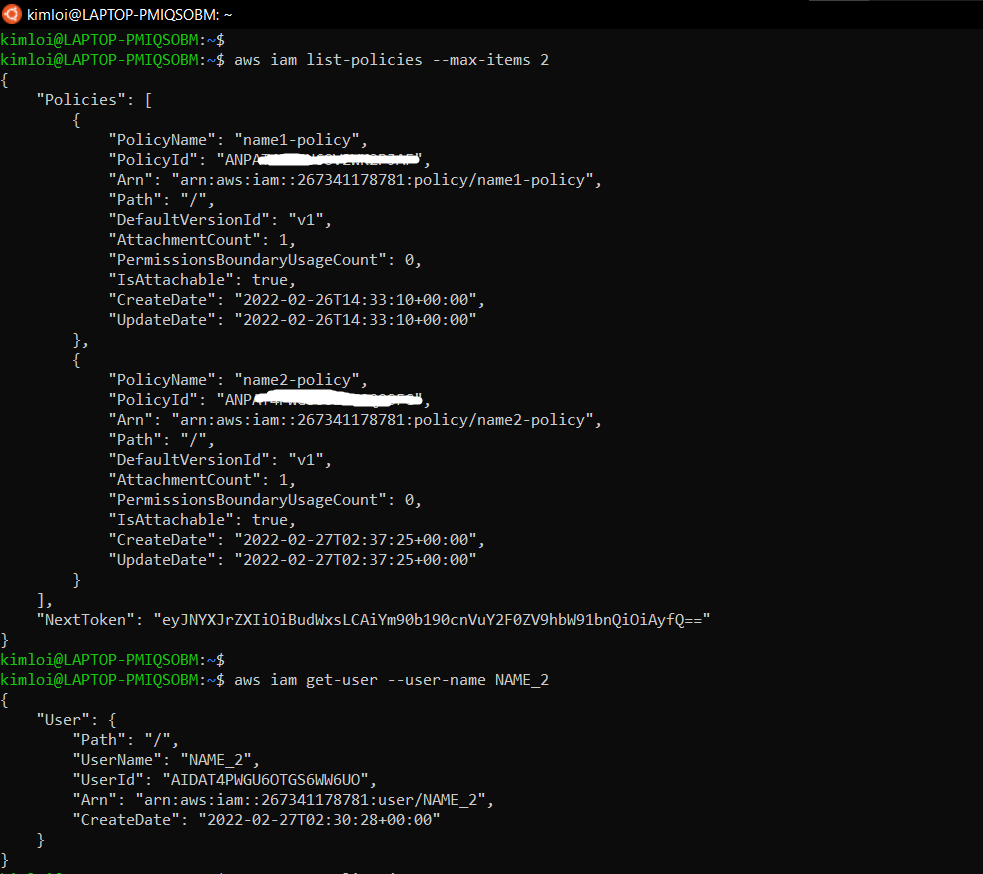 kimloi@LAPTOP-PMIQSOBM: ~
kimloi@LAPTOP-PMIQSOBM:~$
kimloi@LAPTOP-PMIQSOBM:~$ aws iam list-policies --max-items 2
{
    "Policies": [
        {
            "PolicyName": "name1-policy",
            "PolicyId": "ANPA
            "Arn": "arn:aws:iam::267341178781:policy/name1-policy",
            "Path": "/",
            "DefaultVersionId": "v1",
            "AttachmentCount": 1,
            "PermissionsBoundaryUsageCount": 0,
            "IsAttachable": true,
            "CreateDate": "2022-02-26T14:33:10+00:00",
            "UpdateDate": "2022-02-26T14:33:10+00:00"
        },
        {
            "PolicyName": "name2-policy",
            "PolicyId": "ANPA
            "Arn": "arn:aws:iam::267341178781:policy/name2-policy",
            "Path": "/",
            "DefaultVersionId": "v1",
            "AttachmentCount": 1,
            "PermissionsBoundaryUsageCount": 0,
            "IsAttachable": true,
            "CreateDate": "2022-02-27T02:37:25+00:00",
            "UpdateDate": "2022-02-27T02:37:25+00:00"
        }
    ],
    "NextToken": "eyJNYXJrZXIiOiBudWxsLCAiYm90b190cnVuY2F0ZV9hbW91bnQiOiAyfQ=="
}
kimloi@LAPTOP-PMIQSOBM:~$
kimloi@LAPTOP-PMIQSOBM:~$ aws iam get-user --user-name NAME_2
{
    "User": {
        "Path": "/",
        "UserName": "NAME_2",
        "UserId": "AIDAT4PWGU6OTGS6WW6UO",
        "Arn": "arn:aws:iam::267341178781:user/NAME_2",
        "CreateDate": "2022-02-27T02:30:28+00:00"
    }
}